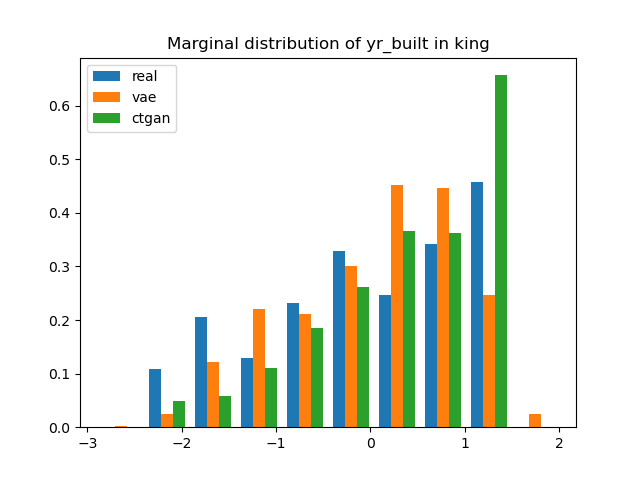 Marginal distribution of yr_built in king
real
vae
ctgan
0.6
0.5
0.4
0.3
0.2
0.1
0.0
−3 −2 −1 0 1 2